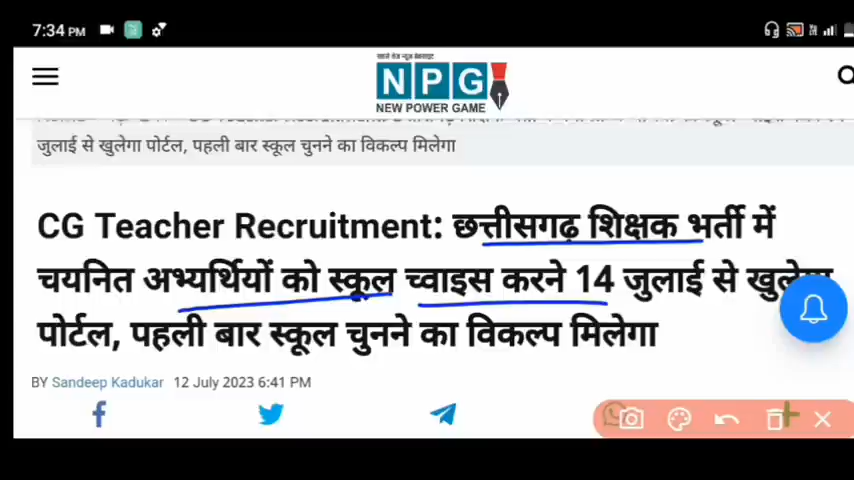 7:34 PM
सबसे तेज न्यूज वेबसाइट
NPG
NEW POWER GAME
जुलाई से खुलेगा पोर्टल, पहली बार स्कूल चुनने का विकल्प मिलेगा
CG Teacher Recruitment: छत्तीसगढ़ शिक्षक भर्ती में
चयनित अभ्यर्थियों को स्कूल च्वाइस करने 14 जुलाई से खुलेगा
पोर्टल, पहली बार स्कूल चुनने का विकल्प मिलेगा
BY Sandeep Kadukar 12 July 2023 6:41 PM